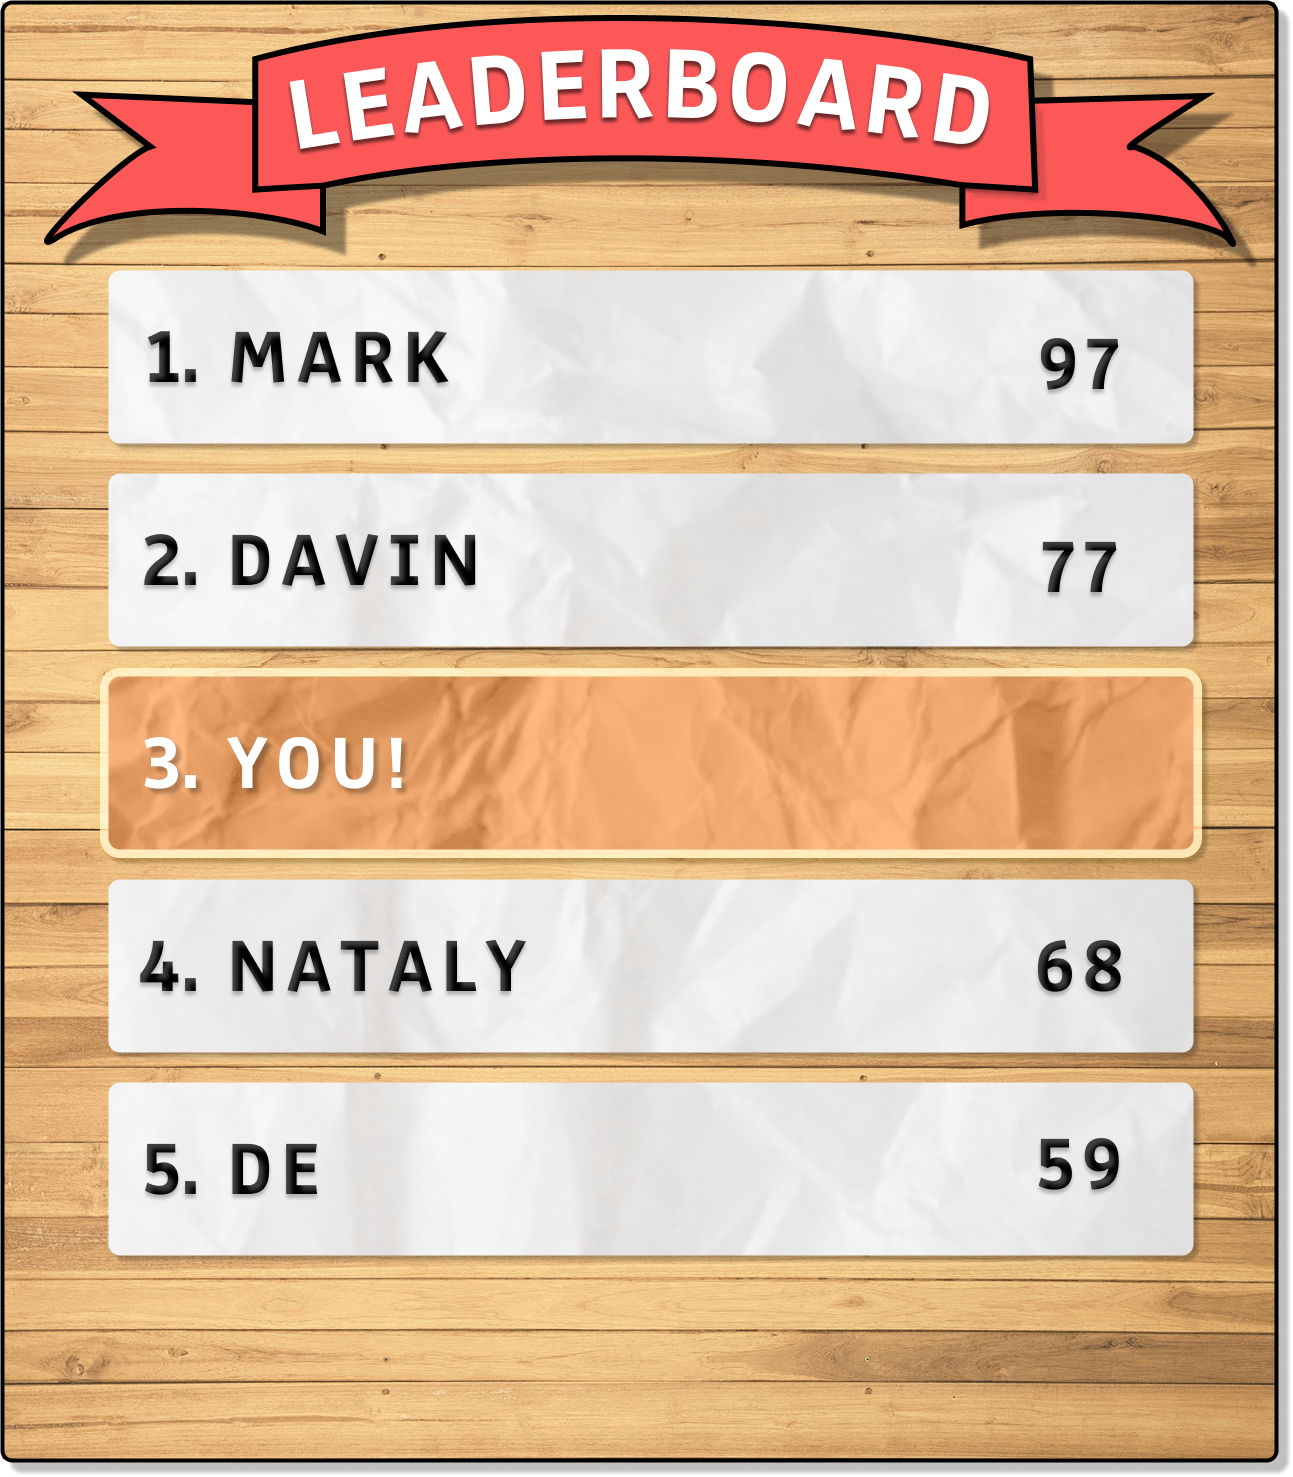 LEADERBOARD
1. MARK 97
2. DAVIN 77
3. YOU!
4. NATALY 68
5. DE 59